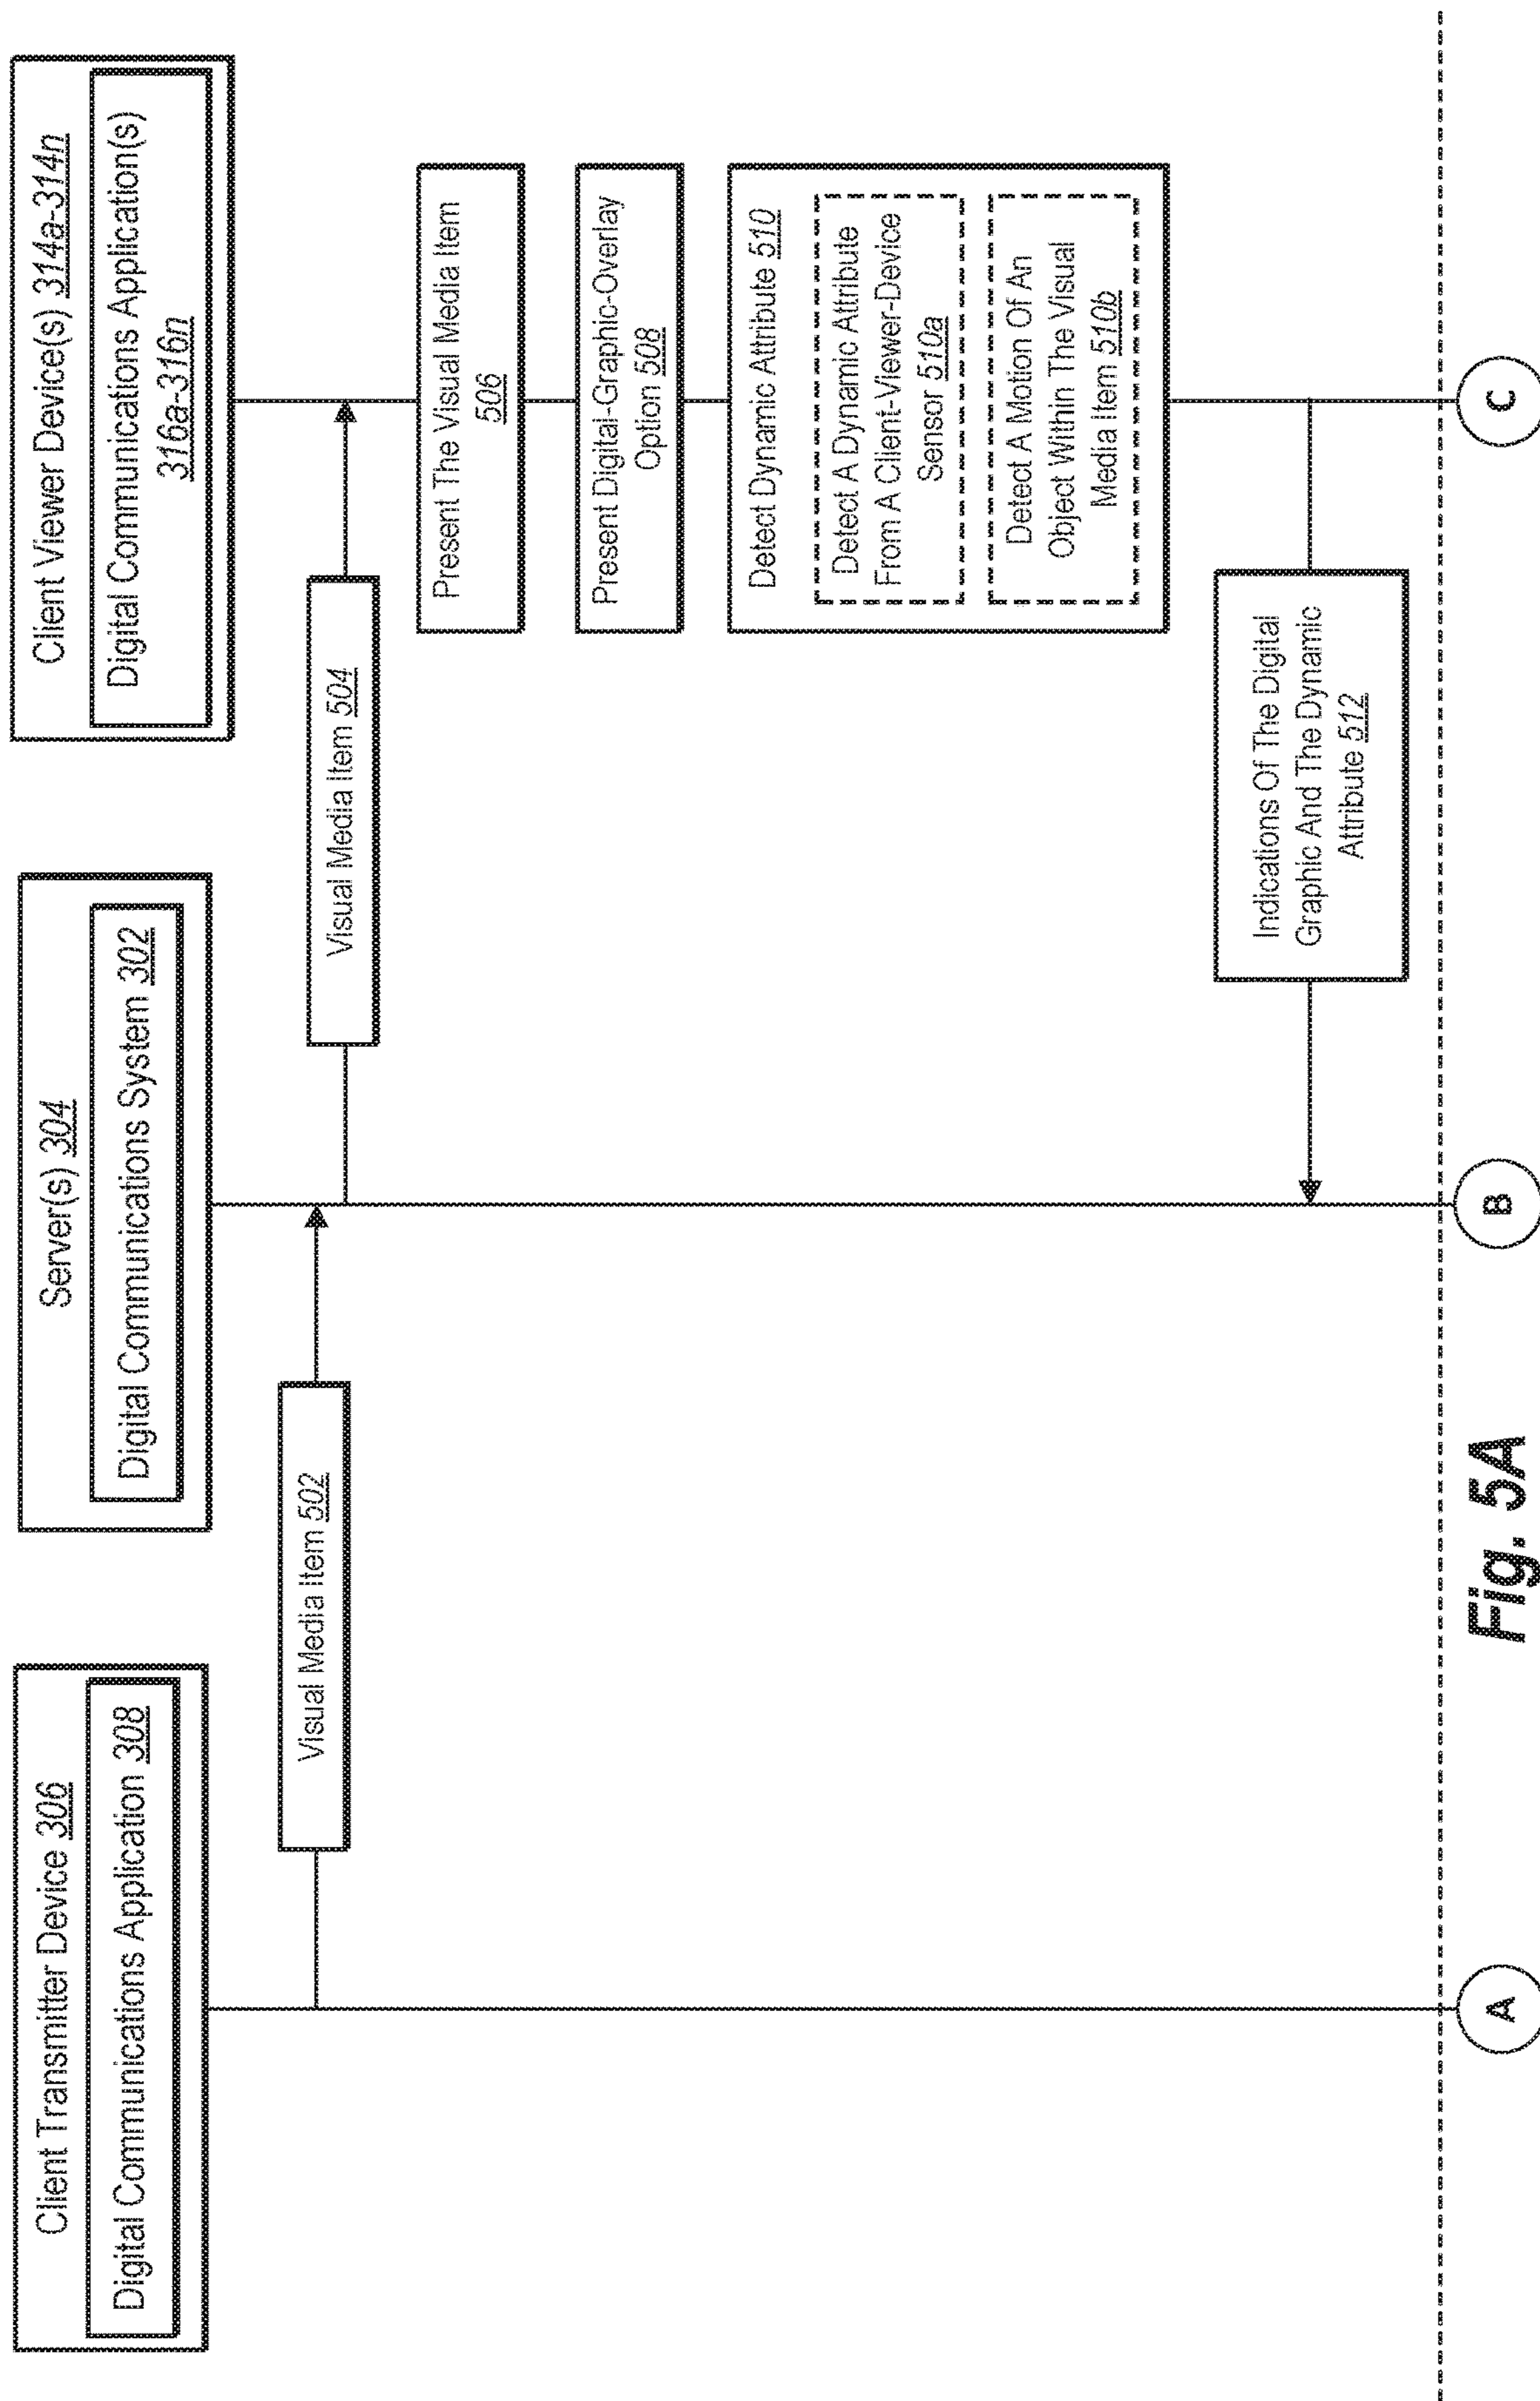 Client Transmitter Device 306
Digital Communications Application 308
Server(s) 304
Digital Communications System 302
Client Viewer Device(s) 314a-314n
Digital Communications Application(s)
316a-316n
Visual Media Item 502
Visual Media Item 504
Present The Visual Media Item
506
Present Digital-Graphic-Overlay
Option 508
Detect Dynamic Attribute 510
Detect A Dynamic Attribute
From A Client-Viewer-Device
Sensor 510a
Detect A Motion Of An
Object Within The Visual
Media Item 510b
Indications Of The Digital
Graphic And The Dynamic
Attribute 512
A
B
C
Fig. 5A